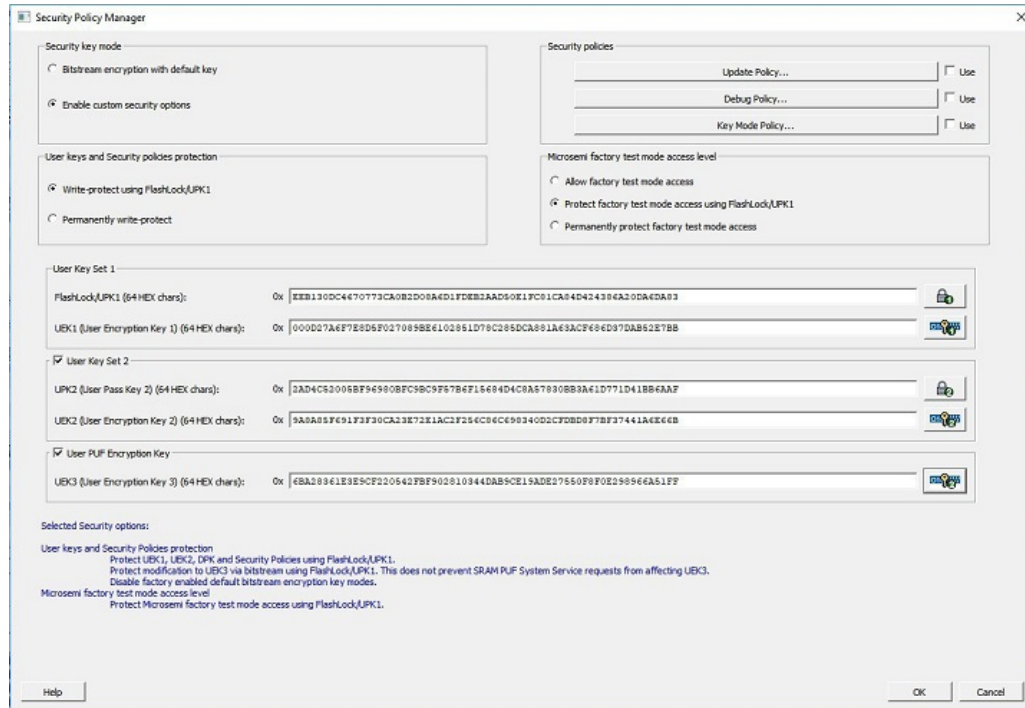 Security Policy Manager
Security key mode
Bitstream encryption with default key
Enable custom security options
Security policies
Update Policy...
Use
Debug Policy...
Use
Key Mode Policy...
Use
User keys and Security policies protection
Write-protect using FlashLock/UPK1
Permanently write-protect
Microsemi factory test mode access level
Allow factory test mode access
Protect factory test mode access using FlashLock/UPK1
Permanently protect factory test mode access
User Key Set 1
FlashLock/UPK1 (64 HEX chars): 0x
UEK1 (User Encryption Key 1) (64 HEX chars): 0x
User Key Set 2
UPK2 (User Pass Key 2) (64 HEX chars): 0x
UEK2 (User Encryption Key 2) (64 HEX chars): 0x
User PUF Encryption Key
UEK3 (User Encryption Key 3) (64 HEX chars): 0x
Selected Security options:
User keys and Security Policies protection
Protect UEK1, UEK2, DPK and Security Policies using FlashLock/UPK1.
Protect modification to UEK3 via bitstream using FlashLock/UPK1. This does not prevent SRAM PUF System Service requests from affecting UEK3.
Disable factory enabled default bitstream encryption key modes.
Microsemi factory test mode access level
Protect Microsemi factory test mode access using FlashLock/UPK1.
Help
OK
Cancel